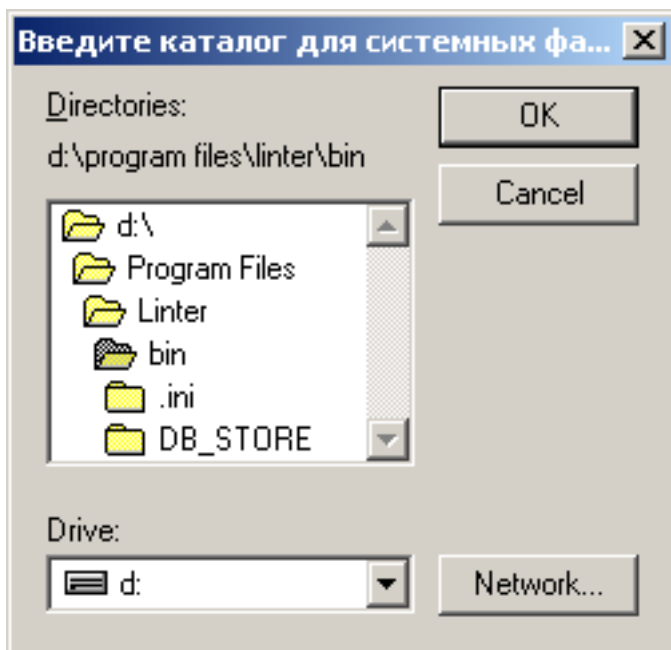 Введите каталог для системных фа...
Directories:
d:\program files\linter\bin
OK
Cancel
d:\
Program Files
Linter
bin
.ini
DB_STORE
Drive:
d:
Network...